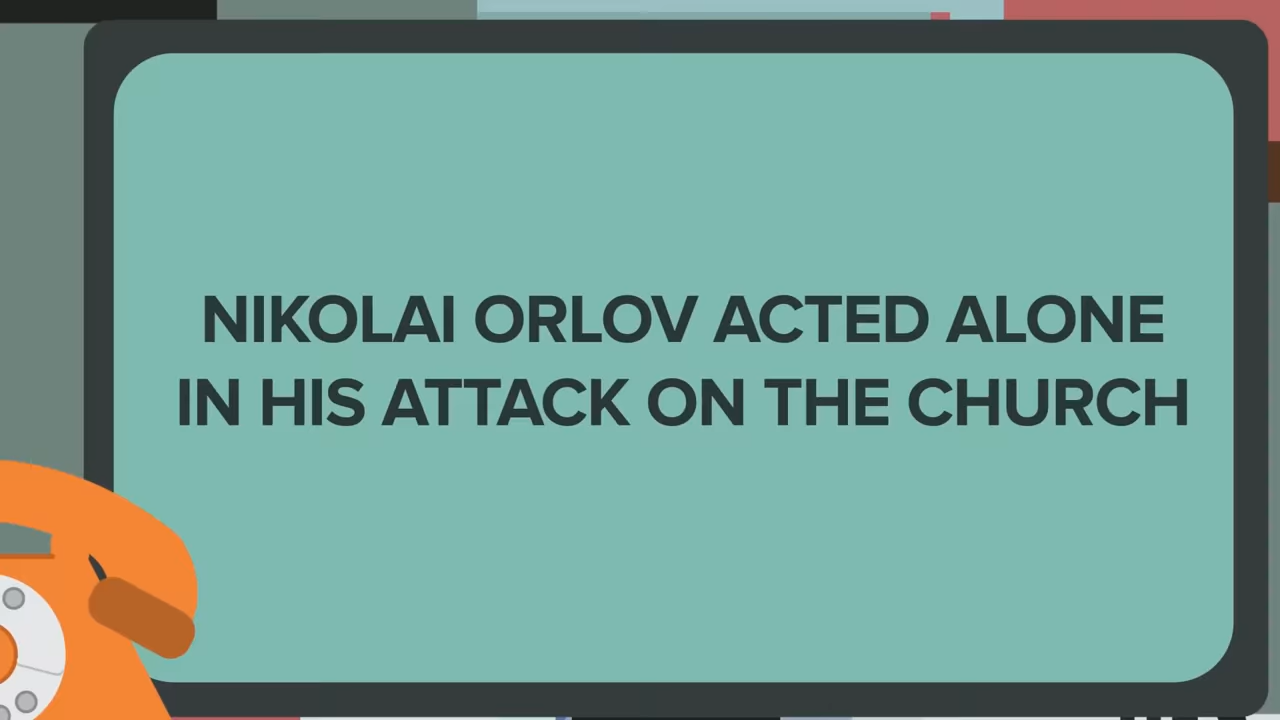 NIKOLAI ORLOV ACTED ALONE
IN HIS ATTACK ON THE CHURCH